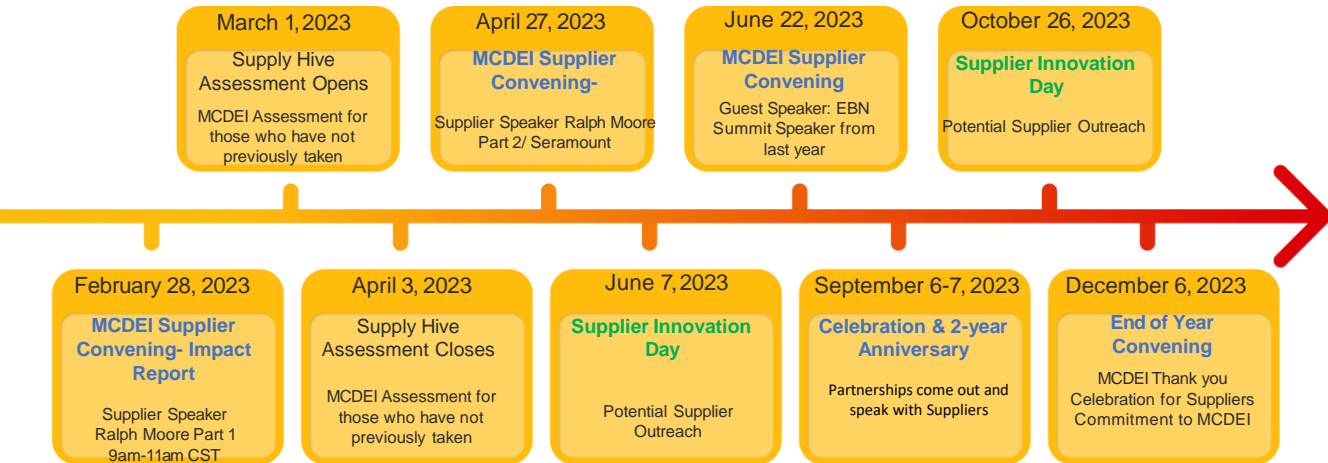 March 1, 2023
Supply Hive
Assessment Opens
MCDEI Assessment for
those who have not
previously taken
April 27, 2023
MCDEI Supplier
Convening-
Supplier Speaker Ralph Moore
Part 2/ Seramount
June 22, 2023
MCDEI Supplier
Convening
Guest Speaker: EBN
Summit Speaker from
last year
October 26, 2023
Supplier Innovation
Day
Potential Supplier Outreach
February 28, 2023
MCDEI Supplier
Convening- Impact
Report
Supplier Speaker
Ralph Moore Part 1
9am-11am CST
April 3, 2023
Supply Hive
Assessment Closes
MCDEI Assessment for
those who have not
previously taken
June 7, 2023
Supplier Innovation
Day
Potential Supplier
Outreach
September 6-7, 2023
Celebration & 2-year
Anniversary
Partnerships come out and
speak with Suppliers
December 6, 2023
End of Year
Convening
MCDEI Thank you
Celebration for Suppliers
Commitment to MCDEI